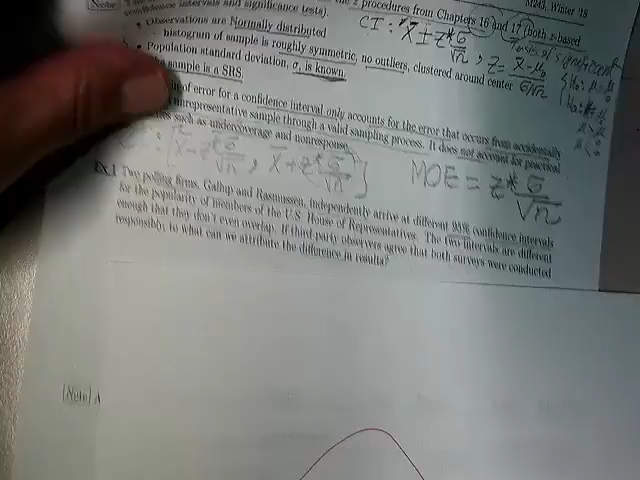 Note: the z procedures from Chapters 16 and 17 (both z-based M243, Winter '18
confidence intervals and significance tests).
CI: x̄ ± z* σ/√n , z = x̄ - μ₀ / σ/√n
• Observations are Normally distributed
histogram of sample is roughly symmetric, no outliers, clustered around center
• Population standard deviation, σ, is known.
sample is a SRS
of error for a confidence interval only accounts for the error that occurs from accidentally
unrepresentative sample through a valid sampling process. It does not account for practical
such as undercoverage and nonresponse.
[x̄ - z* σ/√n , x̄ + z* σ/√n]
MOE = z* σ/√n
Ex.1 Two polling firms, Gallup and Rasmussen, independently arrive at different confidence intervals
for the popularity of members of the U.S. House of Representatives. The two intervals are different
enough that they don't even overlap. If third party observers agree that both surveys were conducted
responsibly, to what can we attribute the difference in results?
[Note] A